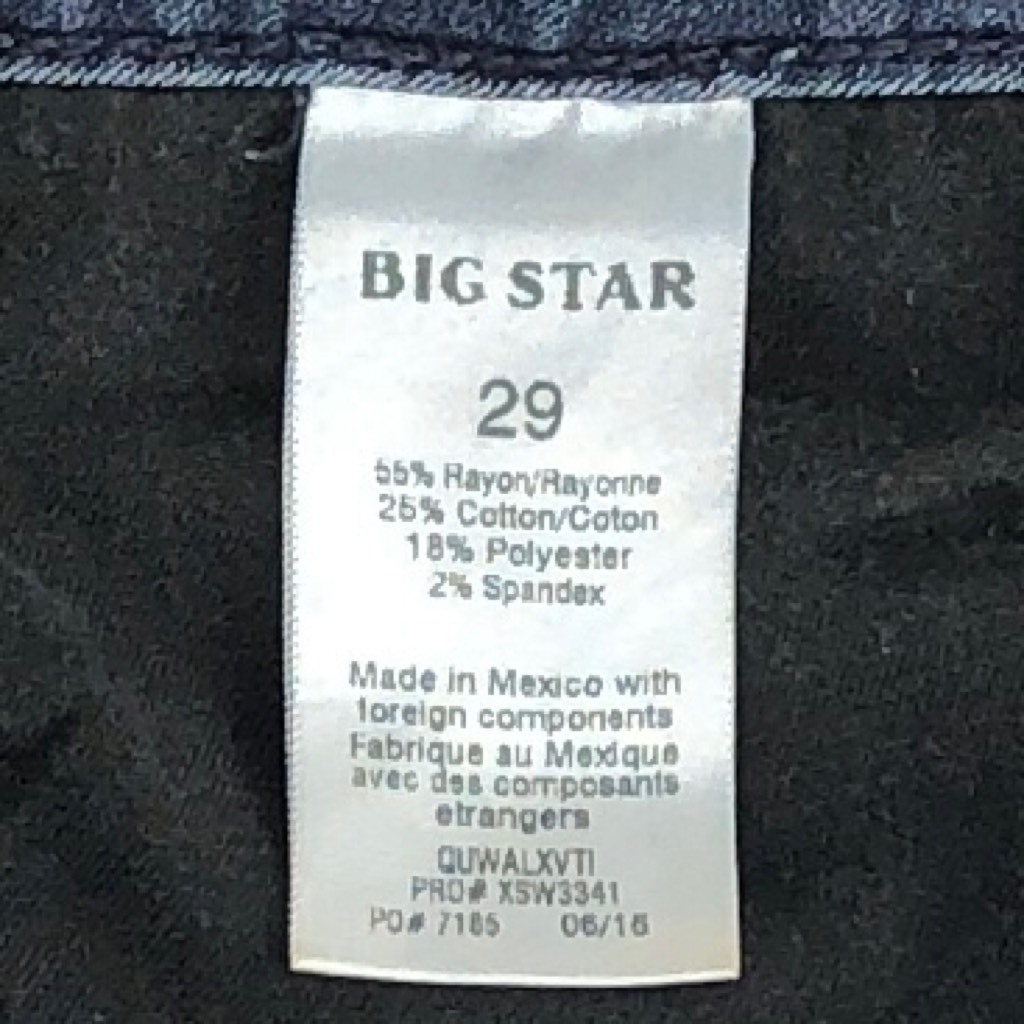 BIG STAR
29
55% Rayon/Rayonne
25% Cotton/Coton
18% Polyester
2% Spandex
Made in Mexico with
foreign components
Fabrique au Mexique
avec des composants
etrangers
QUWALXVTI
PRO# XSW3341
PO# 7185 06/16